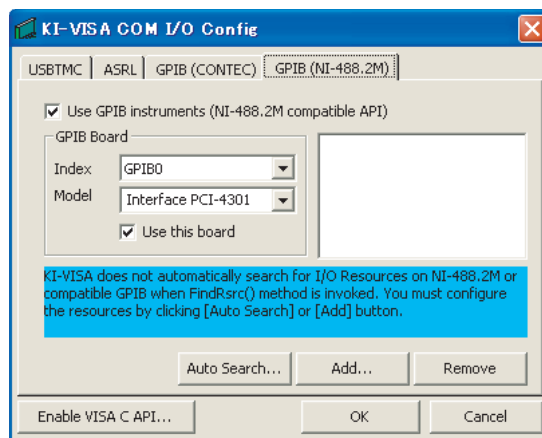 KI-VISA COM I/O Config
USBTMC ASRL GPIB (CONTEC) GPIB (NI-488.2M)
Use GPIB instruments (NI-488.2M compatible API)
GPIB Board
Index GPIB0
Model Interface PCI-4301
Use this board
KI-VISA does not automatically search for I/O Resources on NI-488.2M or
compatible GPIB when FindRsrc() method is invoked. You must configure
the resources by clicking [Auto Search] or [Add] button.
Auto Search... Add... Remove
Enable VISA C API... OK Cancel